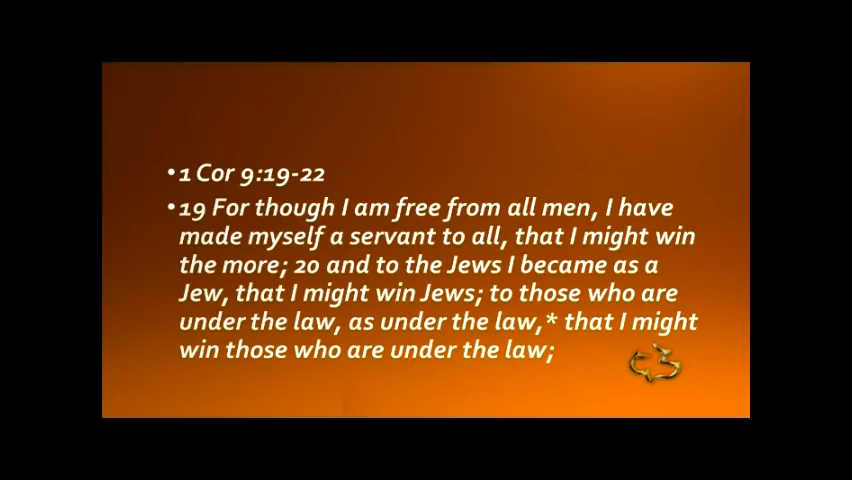 •1 Cor 9:19-22
•19 For though I am free from all men, I have
made myself a servant to all, that I might win
the more; 20 and to the Jews I became as a
Jew, that I might win Jews; to those who are
under the law, as under the law,* that I might
win those who are under the law;